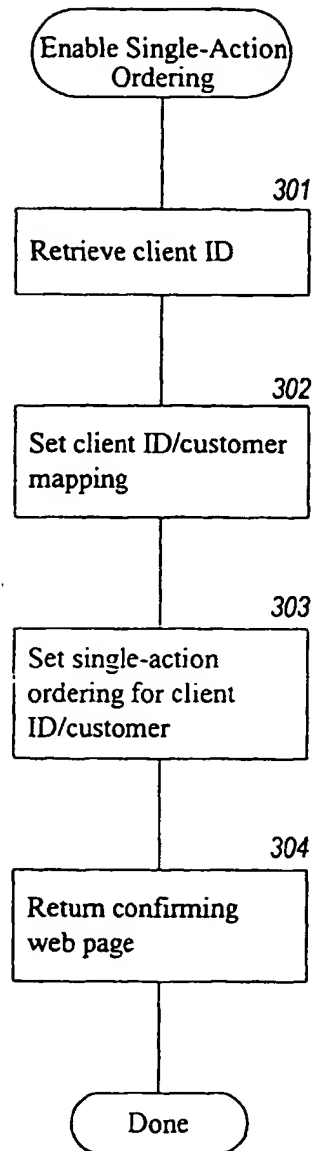 Enable Single-Action
Ordering
301
Retrieve client ID
302
Set client ID/customer
mapping
303
Set single-action
ordering for client
ID/customer
304
Return confirming
web page
Done